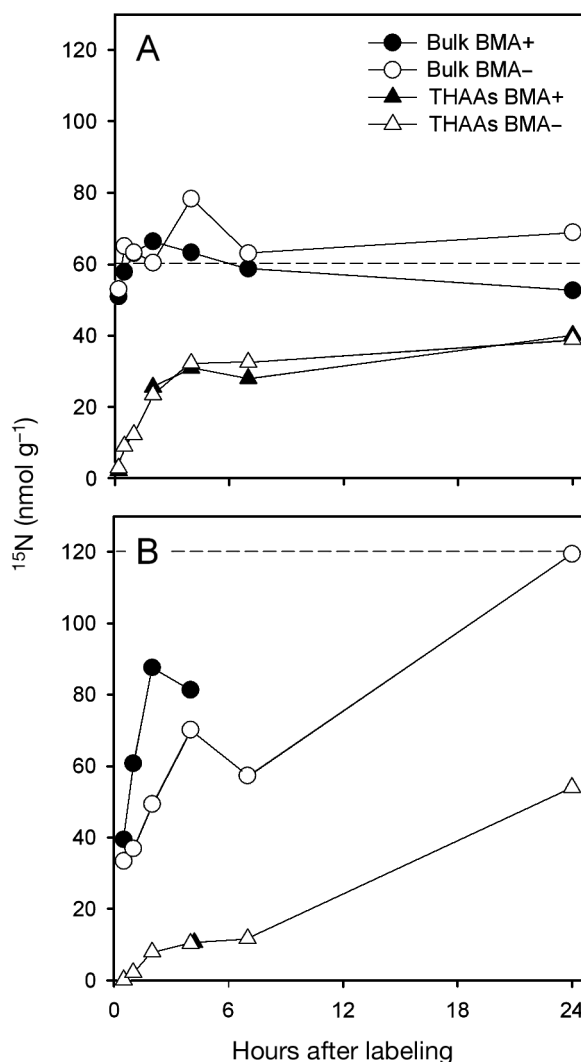 A
Bulk BMA+
Bulk BMA–
THAAs BMA+
THAAs BMA–
120
100
80
60
40
20
0
¹⁵N (nmol g⁻¹)
B
120
100
80
60
40
20
0
0 6 12 18 24
Hours after labeling